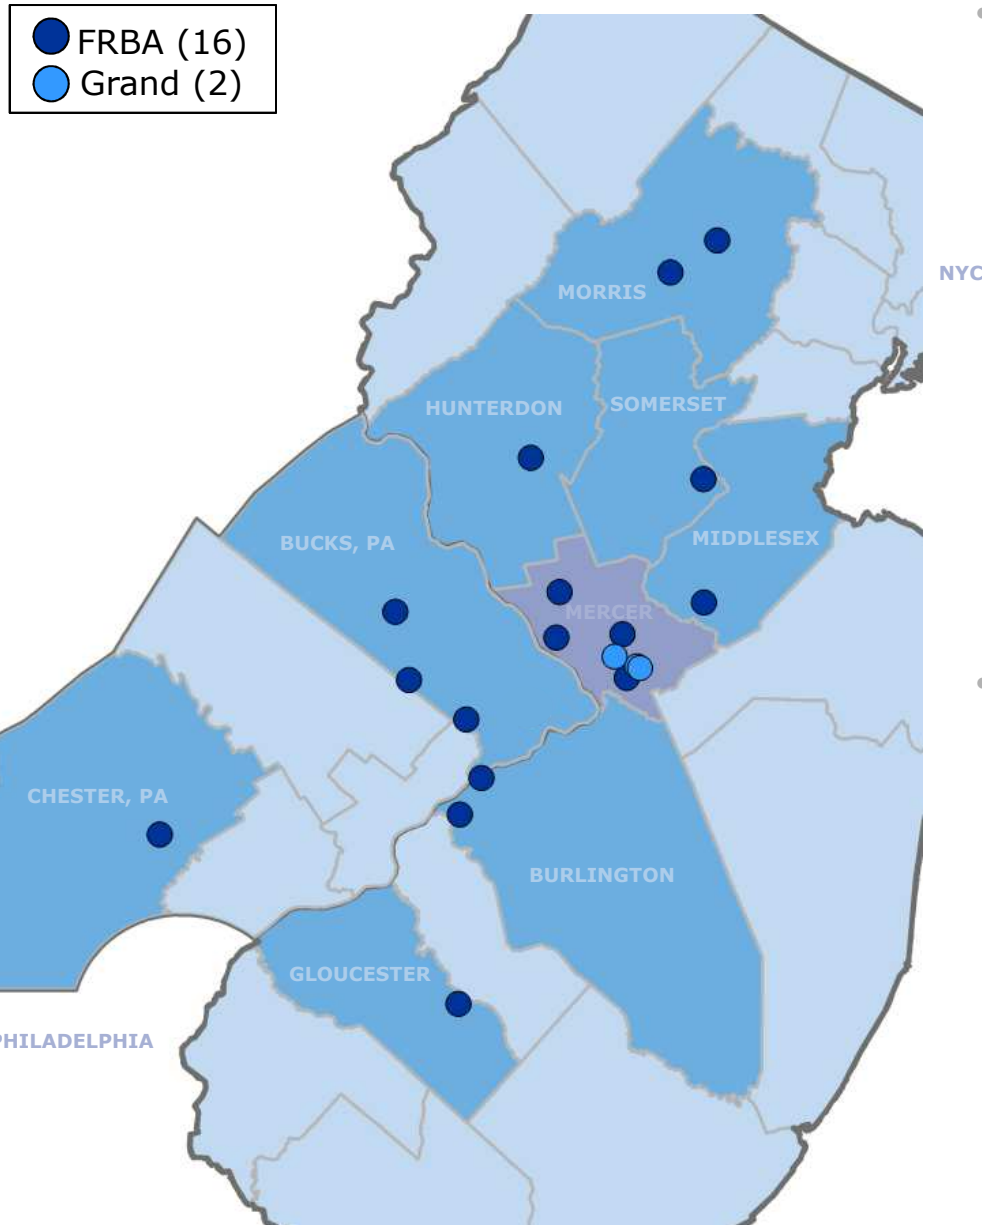 FRBA (16)
Grand (2)
NYC
MORRIS
HUNTERDON
SOMERSET
BUCKS, PA
MIDDLESEX
MERCER
CHESTER, PA
BURLINGTON
GLOUCESTER
PHILADELPHIA